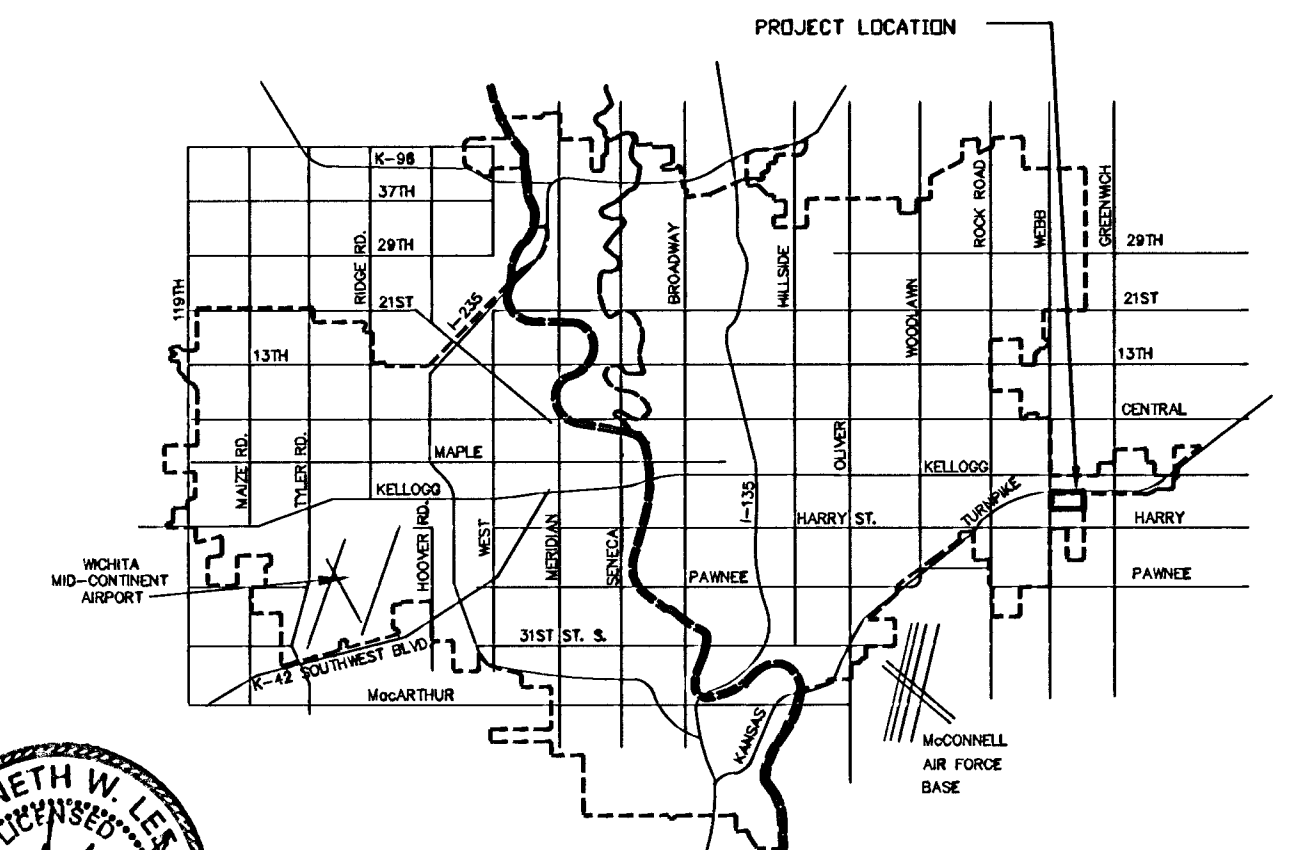 PROJECT LOCATION
K-96
37TH
29TH
21ST
13TH
119TH
RIDGE RD.
I-235
BROADWAY
HILLSIDE
WOODLAWN
ROCK ROAD
WEBB
GREENWICH
29TH
21ST
13TH
CENTRAL
MAIZE RD.
TYLER RD.
MAPLE
KELLOGG
HOOVER RD.
WEST
MERIDIAN
SENECA
I-135
OLIVER
KELLOGG
TURNPIKE
HARRY ST.
HARRY
PAWNEE
PAWNEE
WICHITA
MID-CONTINENT
AIRPORT
31ST ST. S.
K-42 SOUTHWEST BLVD.
MacARTHUR
KANSAS
McCONNELL
AIR FORCE
BASE
NETH W. LE
LICENSED